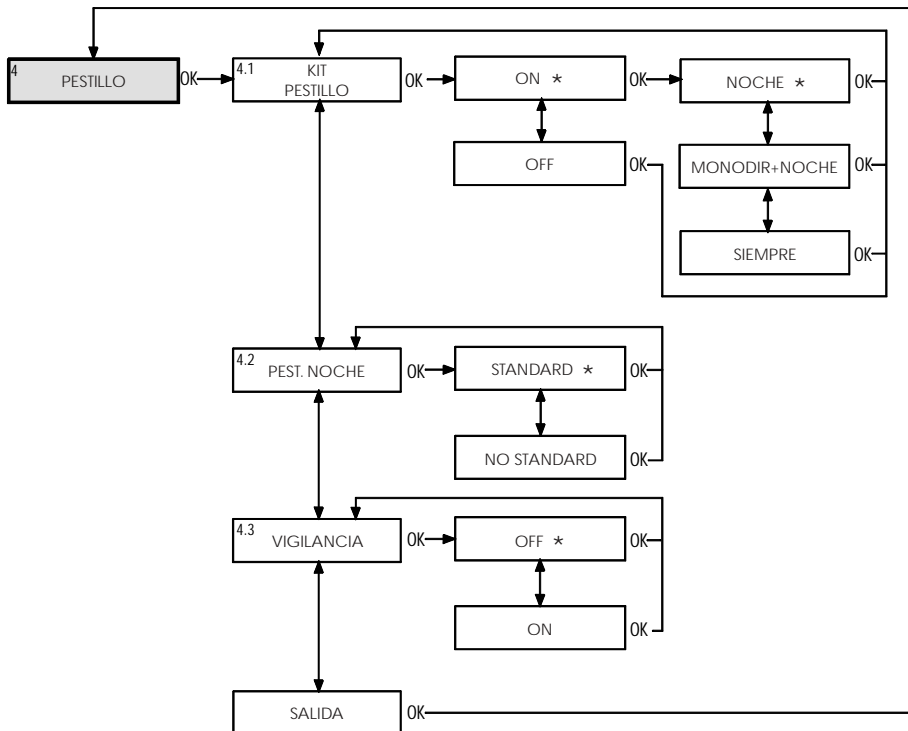 4
PESTILLO
OK
4.1
KIT
PESTILLO
OK
ON *
OK
NOCHE *
OK
OFF
OK
MONODIR+NOCHE
OK
SIEMPRE
OK
4.2
PEST. NOCHE
OK
STANDARD *
OK
NO STANDARD
OK
4.3
VIGILANCIA
OK
OFF *
OK
ON
OK
SALIDA
OK